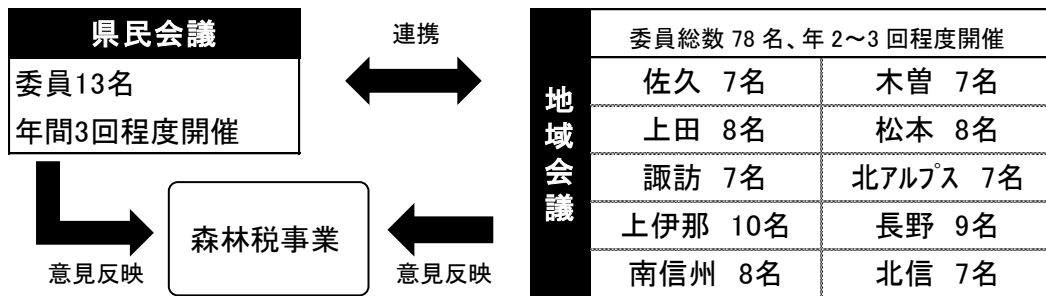 県民会議
委員13名
年間3回程度開催
連携
地域会議
委員総数 78 名、年 2～3 回程度開催
佐久 7名 木曽 7名
上田 8名 松本 8名
諏訪 7名 北アルプス 7名
上伊那 10名 長野 9名
南信州 8名 北信 7名
森林税事業
意見反映
意見反映